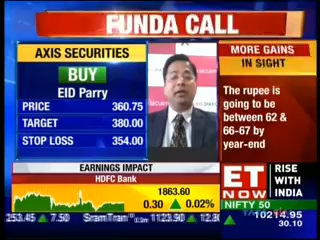 FUNDA CALL
AXIS SECURITIES
BUY
EID Parry
PRICE 360.75
TARGET 380.00
STOP LOSS 354.00
MORE GAINS
IN SIGHT
The rupee is
going to be
between 62 &
66-67 by
year-end
EARNINGS IMPACT
HDFC Bank
1863.60
0.30 ▲ 0.02%
ET
NOW
RISE
WITH
INDIA
NIFTY 50
10214.95
30.10
253.45 ▲ 7.50